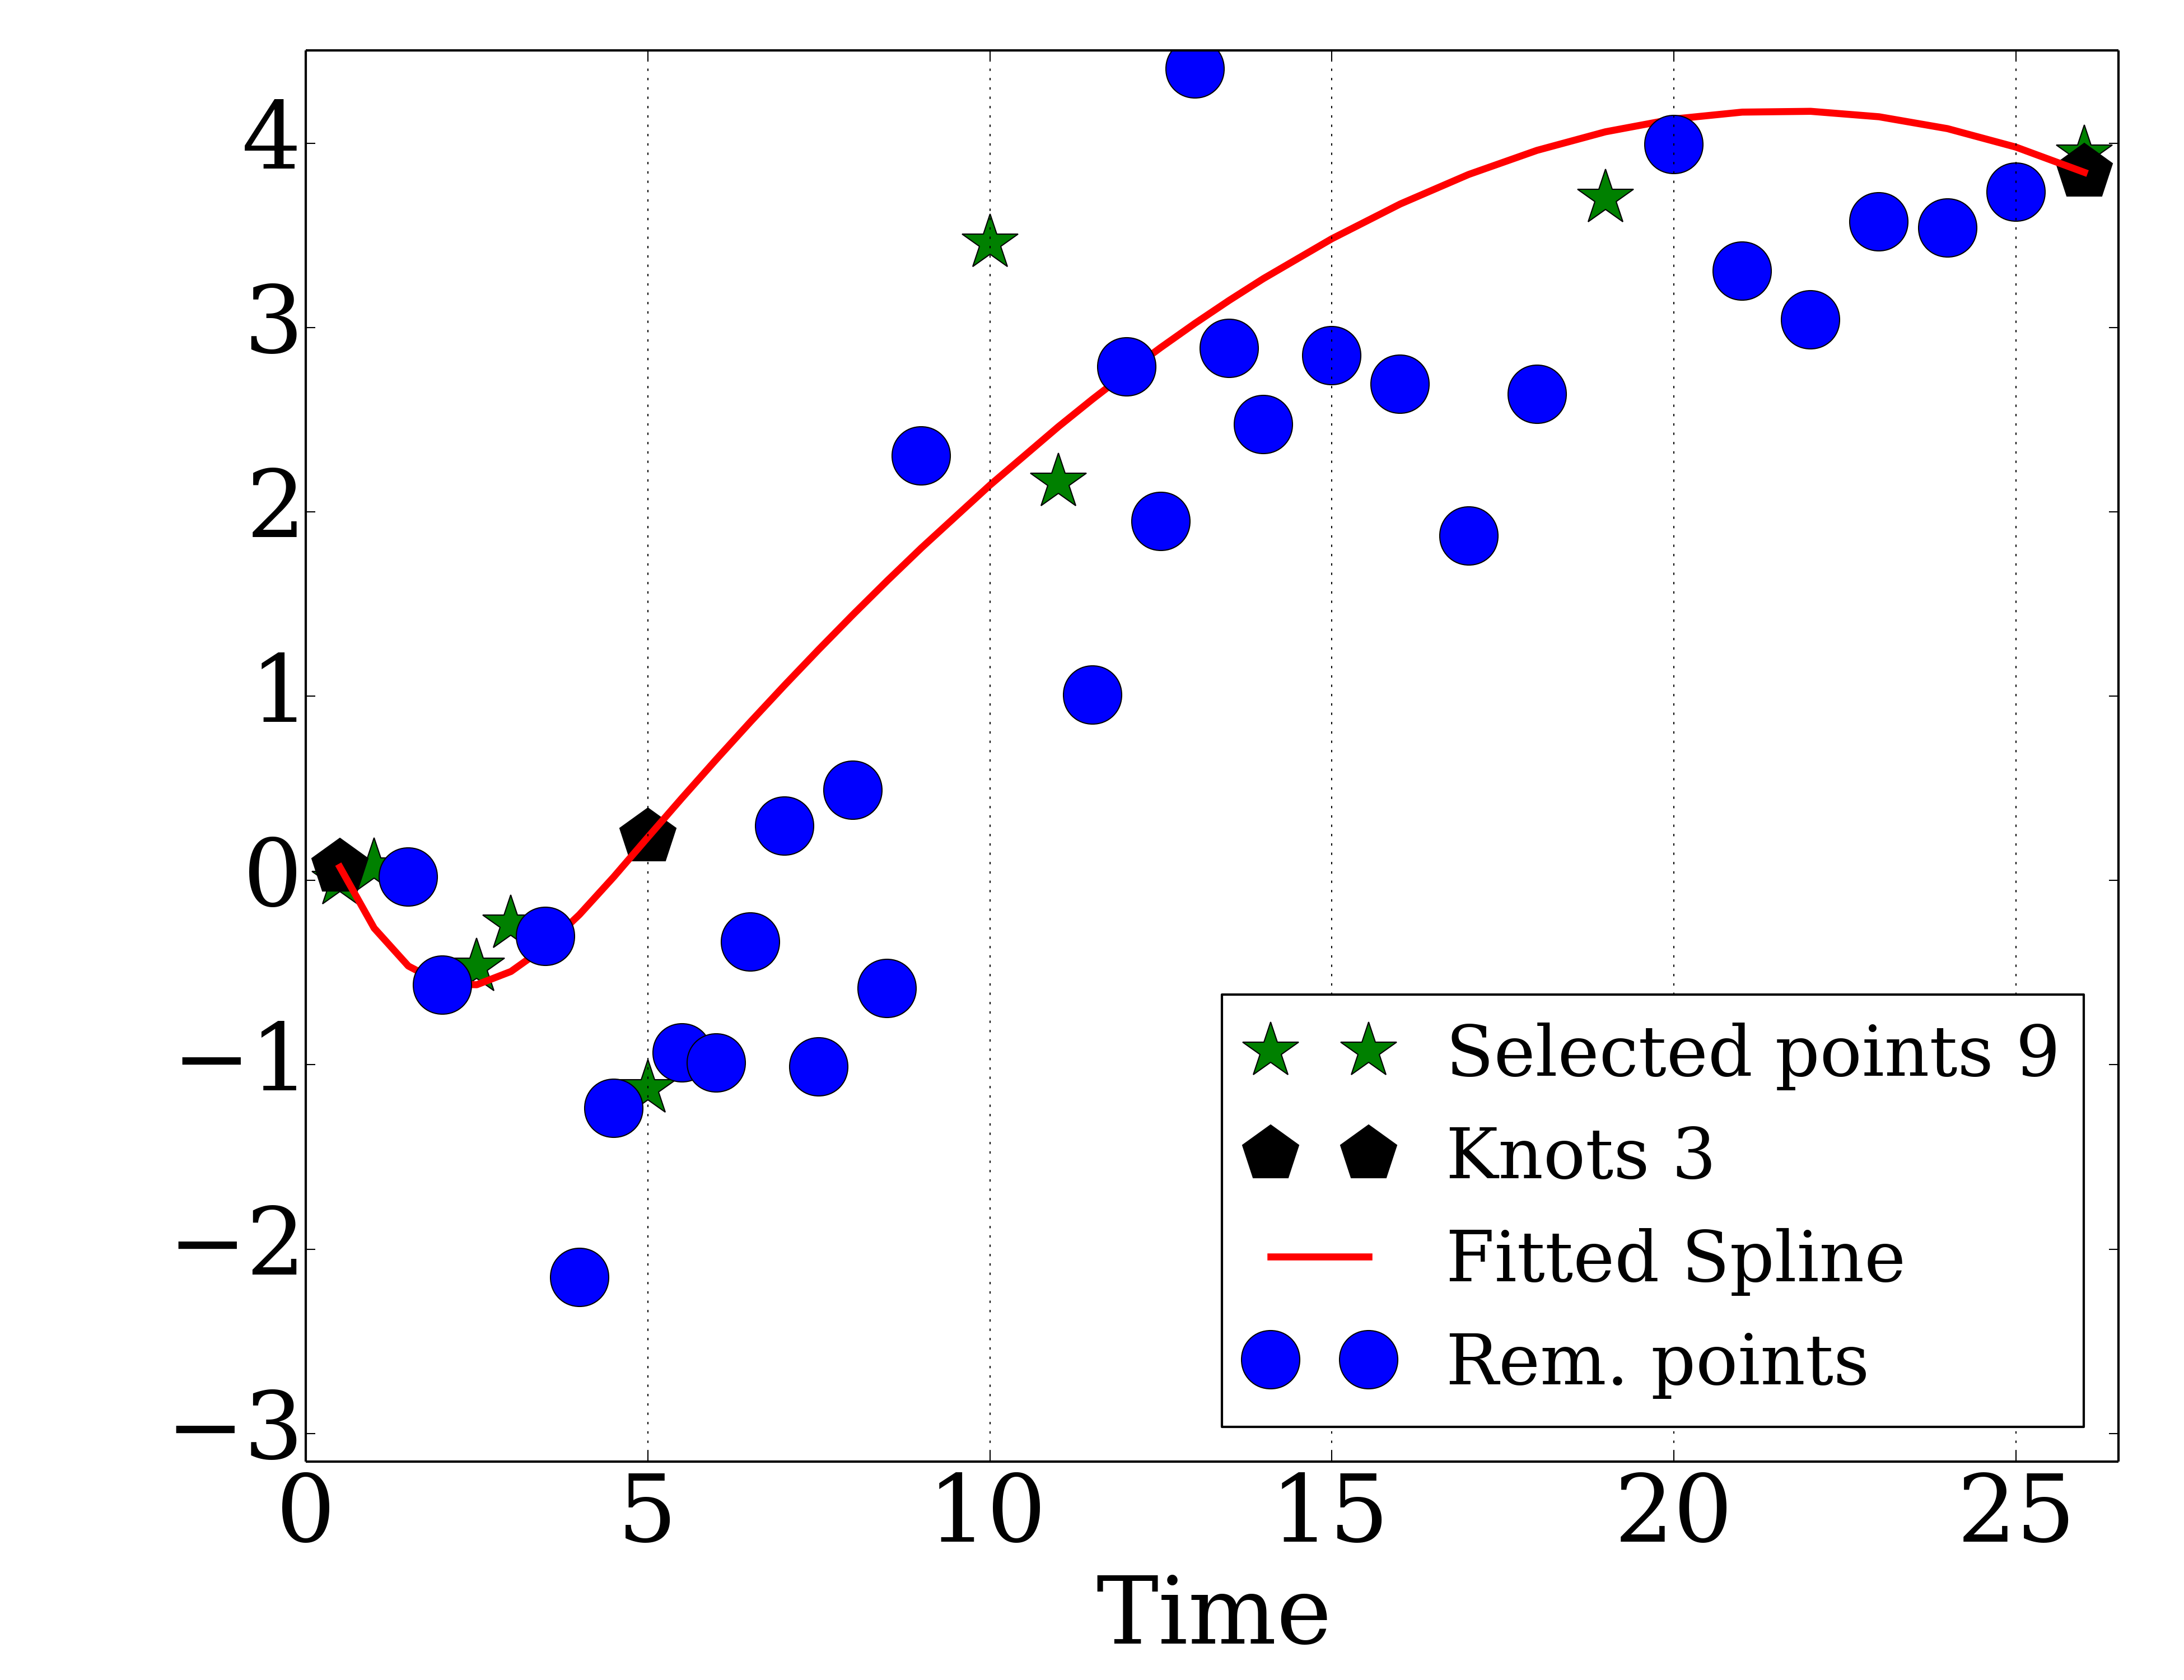 4
3
2
1
0
−1
−2
−3
Selected points 9
Knots 3
Fitted Spline
Rem. points
0 5 10 15 20 25
Time